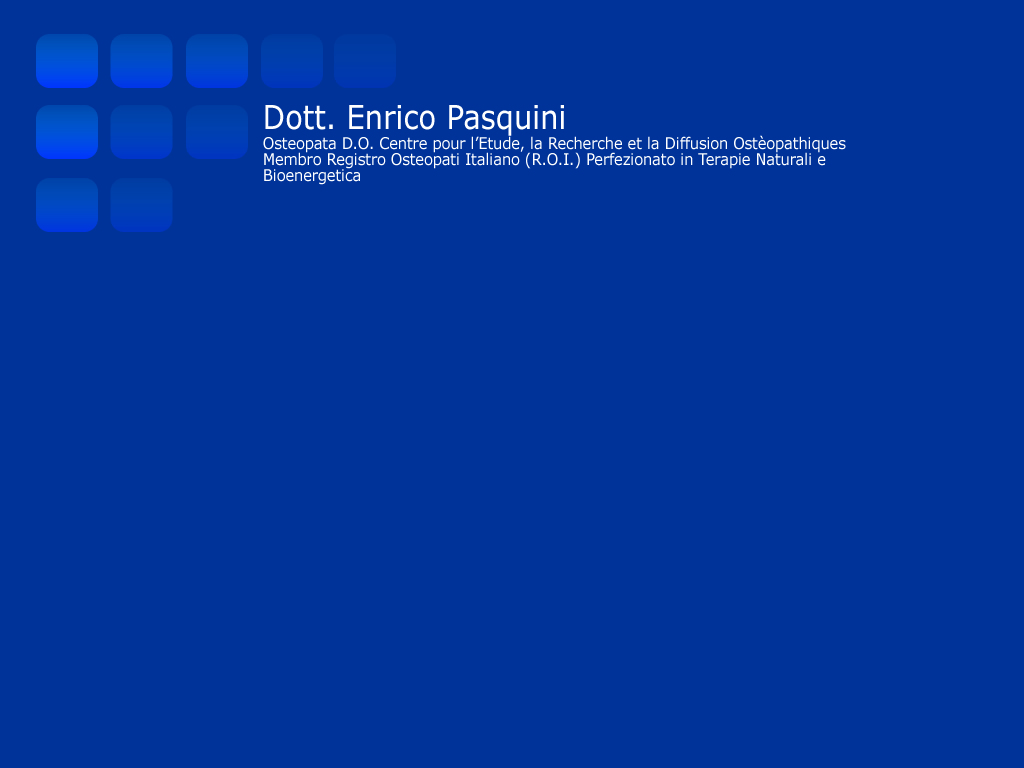 Dott. Enrico Pasquini
Osteopata D.O. Centre pour l’Etude, la Recherche et la Diffusion Ostèopathiques
Membro Registro Osteopati Italiano (R.O.I.) Perfezionato in Terapie Naturali e
Bioenergetica